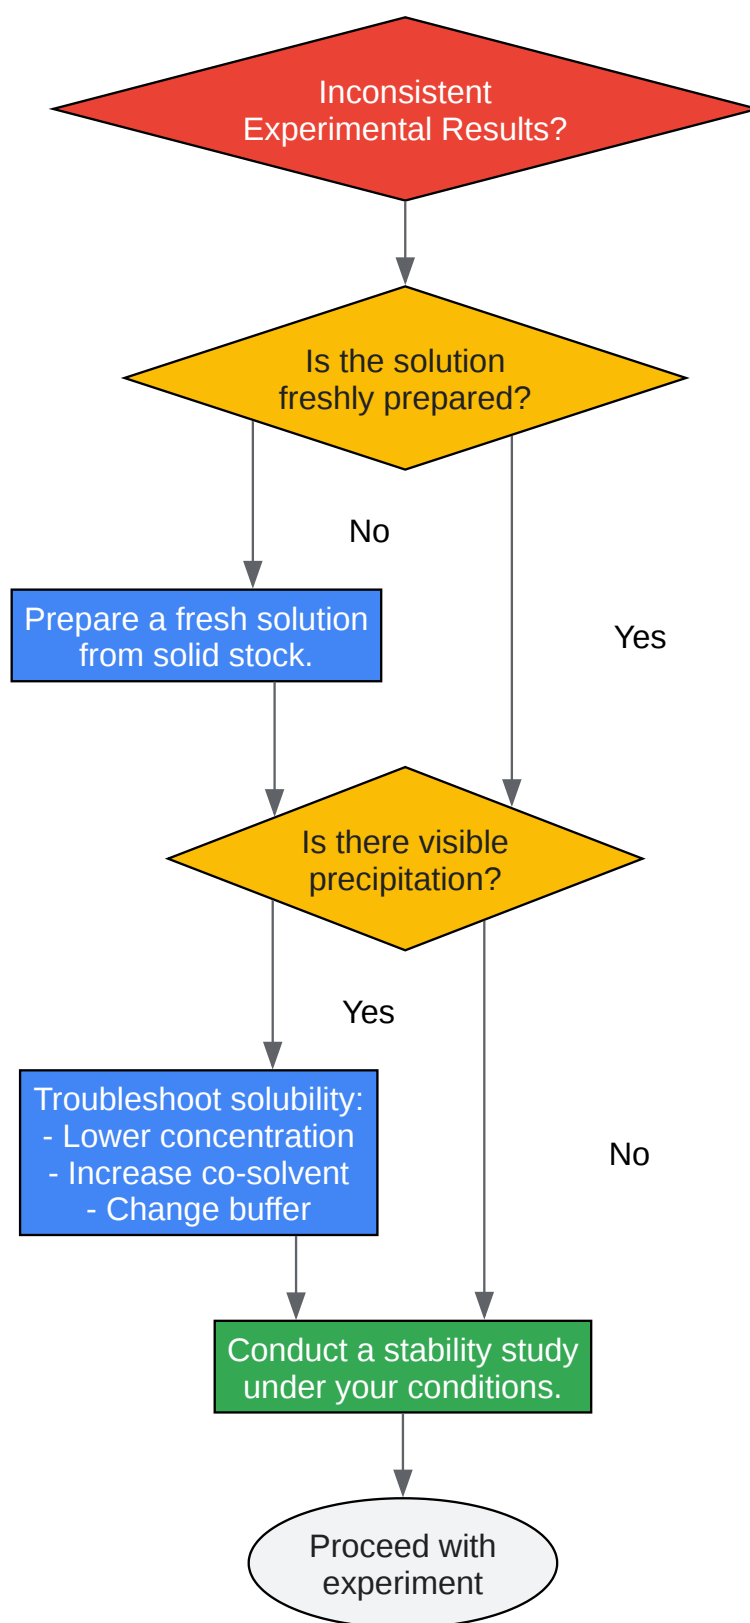 Inconsistent
Experimental Results?
Is the solution
freshly prepared?
No
Prepare a fresh solution
from solid stock.
Yes
Is there visible
precipitation?
Yes
Troubleshoot solubility:
- Lower concentration
- Increase co-solvent
- Change buffer
No
Conduct a stability study
under your conditions.
Proceed with
experiment